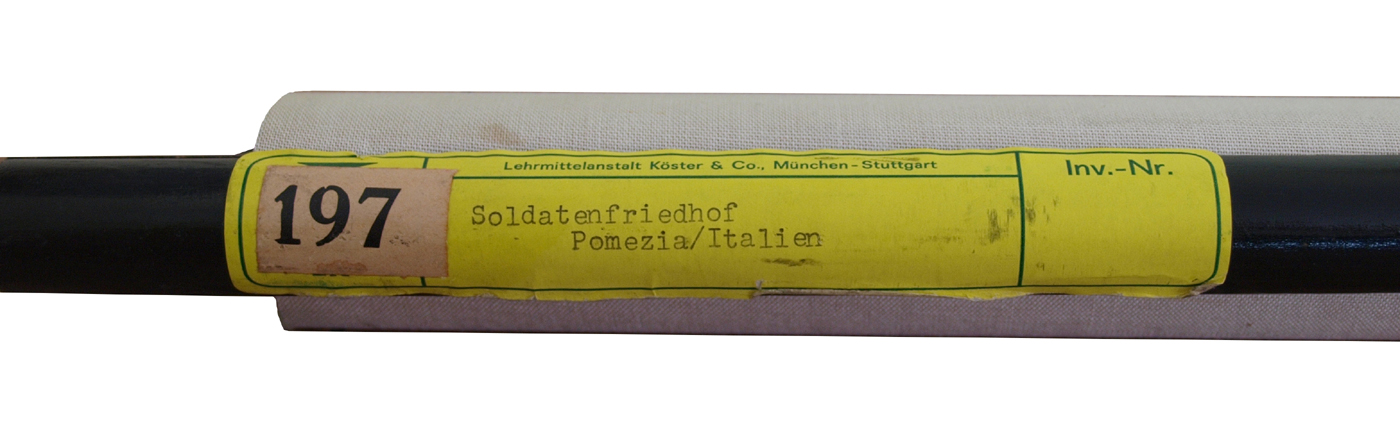 Lehrmittelanstalt Köster & Co., München-Stuttgart
Inv.-Nr.
197
Soldatenfriedhof
Pomezia/Italien